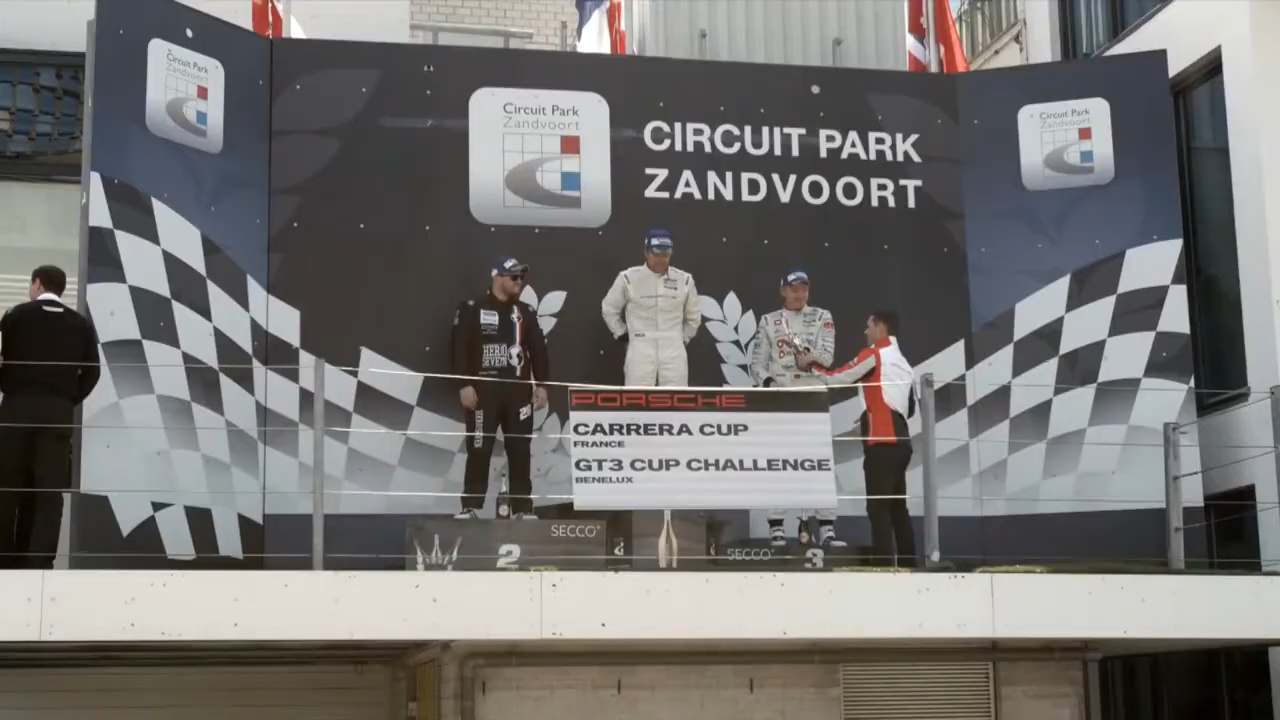 Circuit Park
Zandvoort
Circuit Park
Zandvoort
CIRCUIT PARK
ZANDVOORT
Circuit Park
Zandvoort
PORSCHE
CARRERA CUP
FRANCE
GT3 CUP CHALLENGE
BENELUX
SECCO
2
SECCO
3